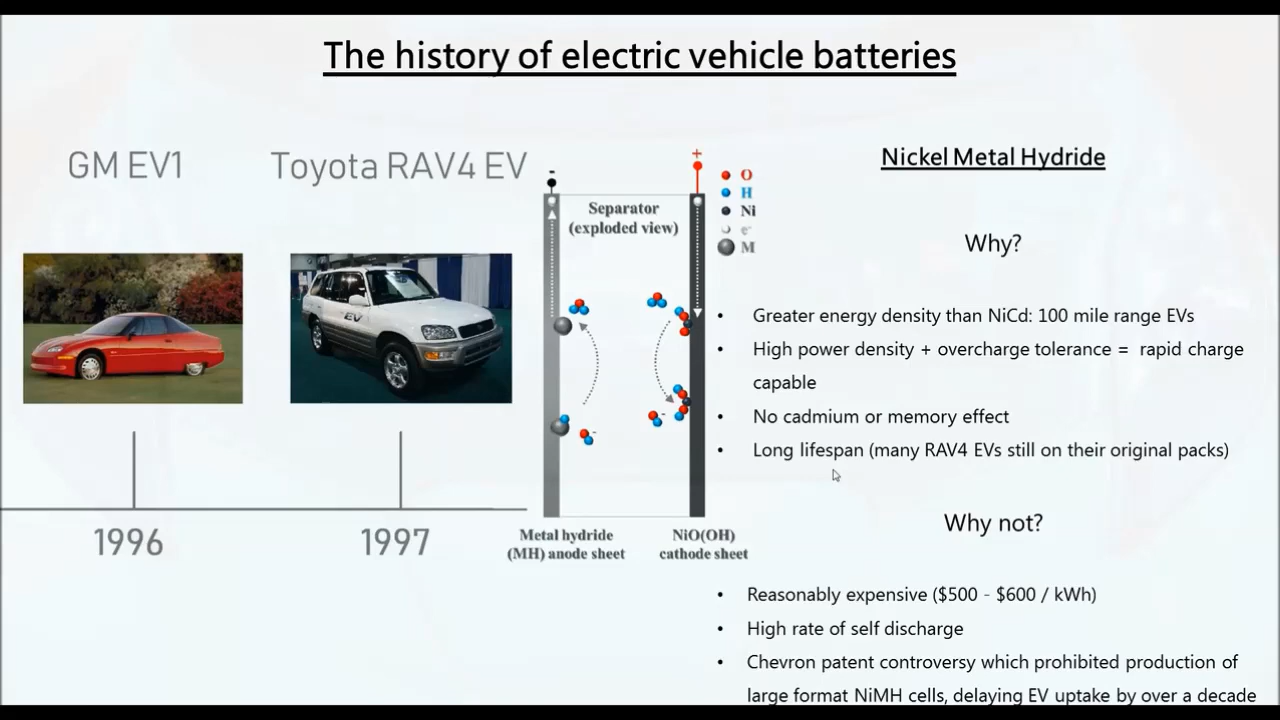 The history of electric vehicle batteries
GM EV1
Toyota RAV4 EV
EV
1996
1997
-
+
Separator
(exploded view)
O
H
Ni
e-
M
-
-
Metal hydride
(MH) anode sheet
NiO(OH)
cathode sheet
Nickel Metal Hydride
Why?
• Greater energy density than NiCd: 100 mile range EVs
• High power density + overcharge tolerance = rapid charge
capable
• No cadmium or memory effect
• Long lifespan (many RAV4 EVs still on their original packs)
Why not?
• Reasonably expensive ($500 - $600 / kWh)
• High rate of self discharge
• Chevron patent controversy which prohibited production of
large format NiMH cells, delaying EV uptake by over a decade